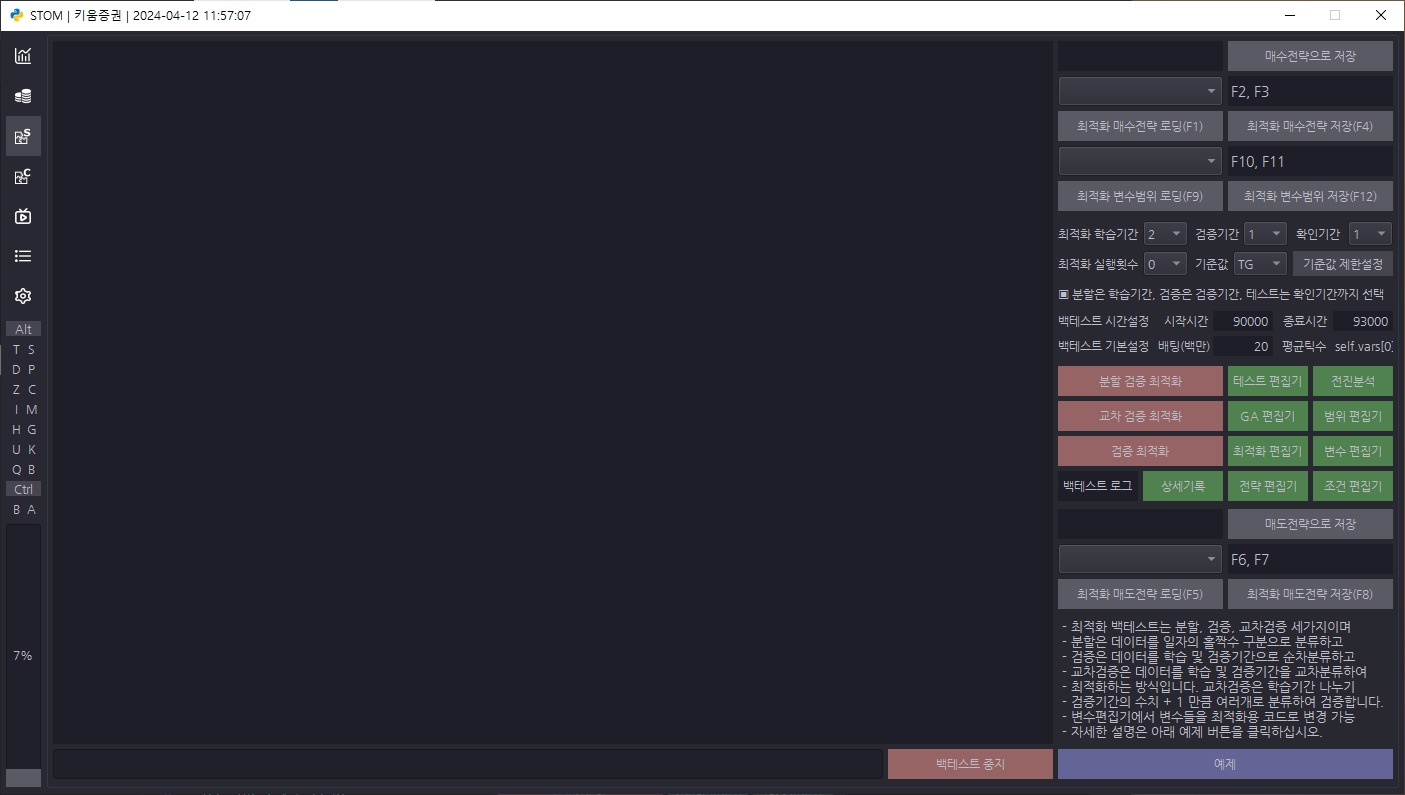 STOM | 키움증권 | 2024-04-12 11:57:07
S
C
Alt
T S
D P
Z C
I M
H G
U K
Q B
Ctrl
B A
7%
매수전략으로 저장
F2, F3
최적화 매수전략 로딩(F1) 최적화 매수전략 저장(F4)
F10, F11
최적화 변수범위 로딩(F9) 최적화 변수범위 저장(F12)
최적화 학습기간 2 검증기간 1 확인기간 1
최적화 실행횟수 0 기준값 TG 기준값 제한설정
▣ 분할은 학습기간, 검증은 검증기간, 테스트는 확인기간까지 선택
백테스트 시간설정 시작시간 90000 종료시간 93000
백테스트 기본설정 배팅(백만) 20 평균틱수 self.vars[0]
분할 검증 최적화 테스트 편집기 전진분석
교차 검증 최적화 GA 편집기 범위 편집기
검증 최적화 최적화 편집기 변수 편집기
백테스트 로그 상세기록 전략 편집기 조건 편집기
매도전략으로 저장
F6, F7
최적화 매도전략 로딩(F5) 최적화 매도전략 저장(F8)
- 최적화 백테스트는 분할, 검증, 교차검증 세가지이며
- 분할은 데이터를 일자의 홀짝수 구분으로 분류하고
- 검증은 데이터를 학습 및 검증기간으로 순차분류하고
- 교차검증은 데이터를 학습 및 검증기간을 교차분류하여
- 최적화하는 방식입니다. 교차검증은 학습기간 나누기
- 검증기간의 수치 + 1 만큼 여러개로 분류하여 검증합니다.
- 변수편집기에서 변수들을 최적화용 코드로 변경 가능
- 자세한 설명은 아래 예제 버튼을 클릭하십시오.
백테스트 중지 예제